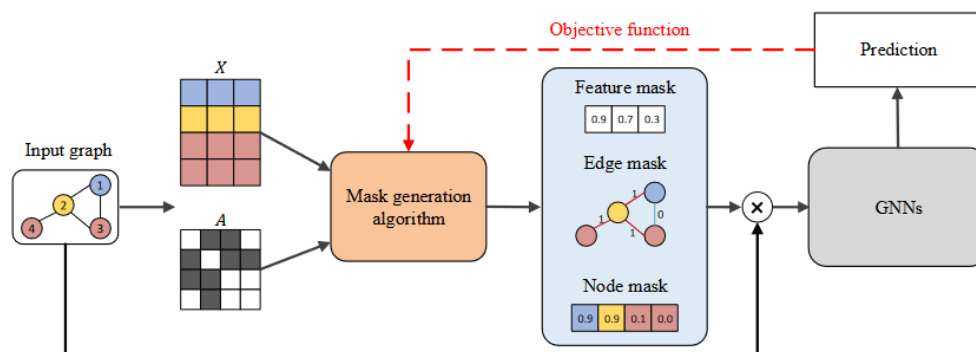 Objective function
Prediction
X
Feature mask
0.9 0.7 0.3
Input graph
1
2
4 3
Edge mask
1
0
1
1
Mask generation
algorithm
GNNs
A
Node mask
0.9 0.9 0.1 0.0